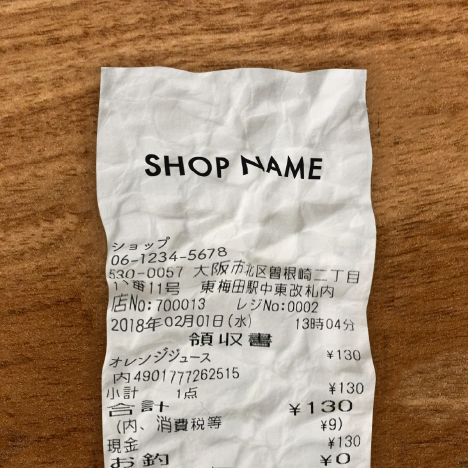 SHOP NAME
ショップ
06-1234-5678
530-0057 大阪市北区曽根崎二丁目
11号 東梅田駅中東改札内
店No:700013 レジNo:0002
2018年02月01日(水) 13時04分
領収書
オレンジジュース ¥130
内4901777262515
小計 1点 ¥130
合計 ¥130
(内、消費税等 ¥9)
現金 ¥130
お釣 ¥0